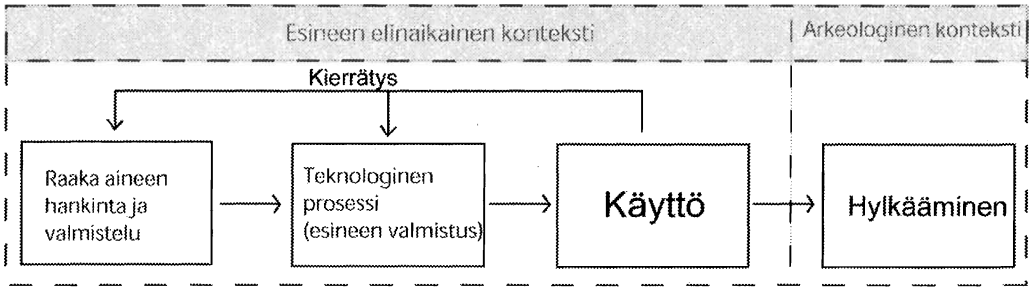 Esineen elinaikainen konteksti
Arkeologinen konteksti
Kierrätys
Raaka aineen
hankinta ja
valmistelu
Teknologinen
prosessi
(esineen valmistus)
Käyttö
Hylkääminen